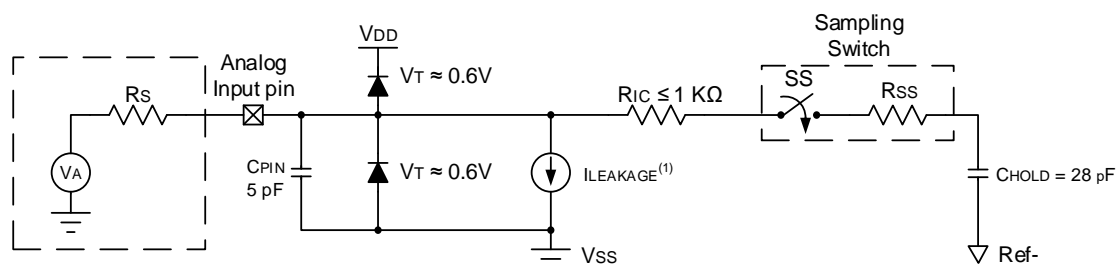 VDD
Analog
Input pin
RS
VA
CPIN
5 pF
VT ≈ 0.6V
VT ≈ 0.6V
ILEAKAGE(1)
VSS
RIC ≤ 1 KΩ
Sampling
Switch
SS
RSS
CHOLD = 28 pF
Ref-